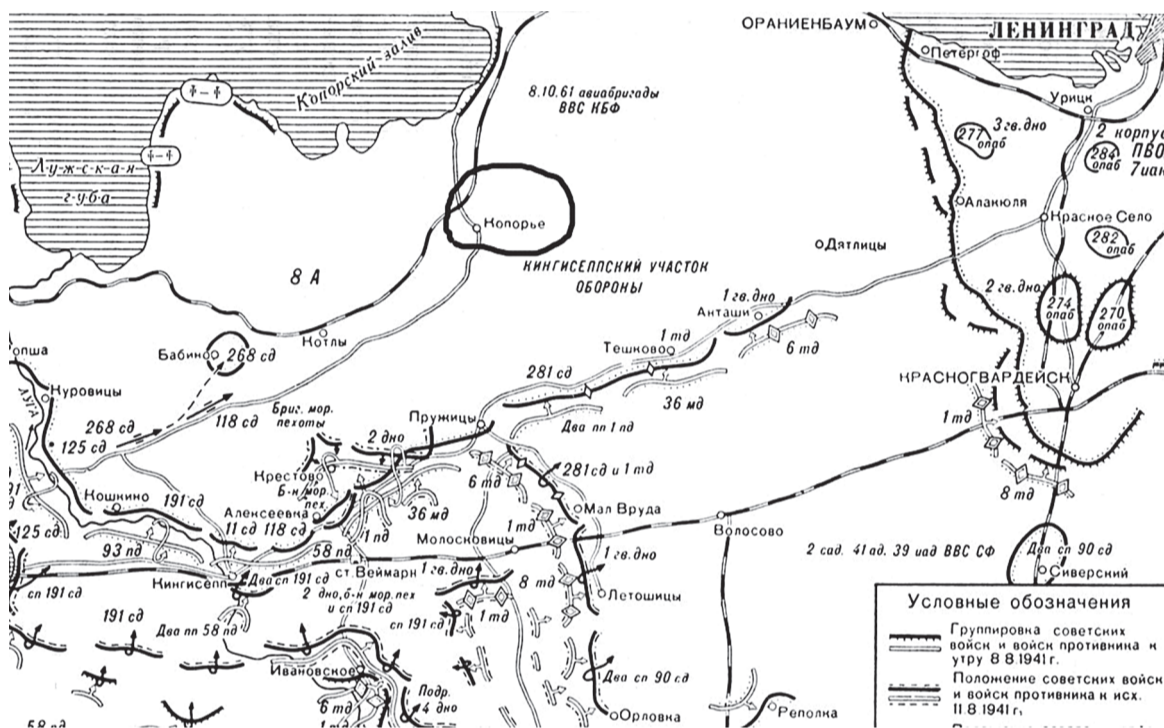 ОРАНИЕНБАУМ
ЛЕНИНГРАД
Петергоф
Копорский залив
8.10.61 авиабригады
ВВС КБФ
Урицк
3 гв. дно
277
опаб
2 корпус
ПВО
7 иак
284
опаб
Лужская
губа
Копорье
Алакюля
Красное Село
Дятлицы
282
опаб
8 А
КИНГИСЕППСКИЙ УЧАСТОК
ОБОРОНЫ
2 гв. дно
274
опаб
270
опаб
1 гв. дно
Анташи
Котлы
Бабино
268 сд
Тешково
1 тд
6 тд
опша
Куровицы
ЛУГА
281 сд
36 мд
КРАСНОГВАРДЕЙСК
268 сд
118 сд
Бриг. мор.
пехоты
Пружицы
Два пп 1 пд
1 тд
125 сд
2 дно
Крестово
Б-н мор.
пех.
6 тд
281 сд и 1 тд
8 тд
Кошкино
191 сд
Алексеевка
36 мд
Мал Вруда
125 сд
11 сд
118 сд
1 пд
1 тд
Волосово
93 пд
58 пд
Молосковицы
1 гв. дно
2 сад. 41 ад. 39 иад ВВС СФ
Два сп 90 сд
Кингисепп
Два сп 191 сд
ст. Веймарн
1 гв. дно
8 тд
Сиверский
сп 191 сд
2 дно, б-н мор. пех
и сп 191 сд
Летошицы
191 сд
Два пп 58 пд
сп 191 сд
1 тд
Ивановское
Два сп 90 сд
6 тд
Подр.
4 дно
58 пд
1 тд
Орловка
Реполка
Условные обозначения
Группировка советских
войск и войск противника к
утру 8 8.1941 г.
Положение советских войск
и войск противника к исх.
11.8 1941 г.